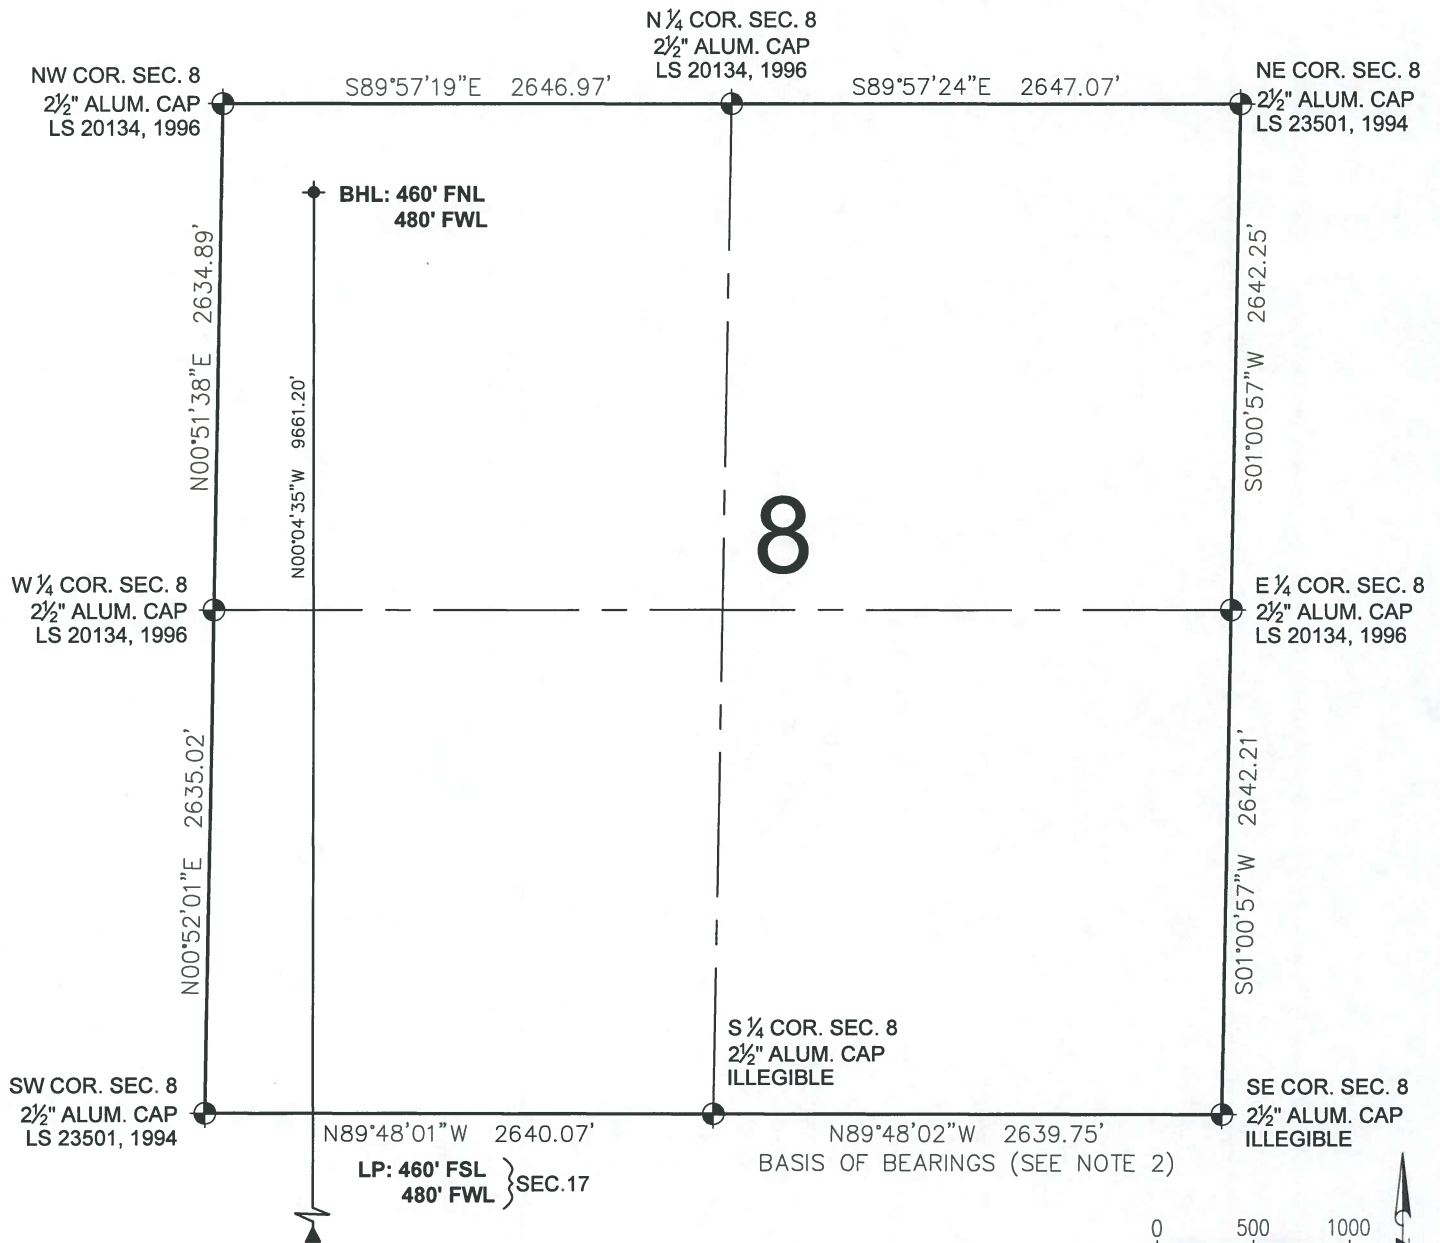 N ¼ COR. SEC. 8
2½" ALUM. CAP
LS 20134, 1996
NW COR. SEC. 8
2½" ALUM. CAP
LS 20134, 1996
S89°57'19"E 2646.97'
S89°57'24"E 2647.07'
NE COR. SEC. 8
2½" ALUM. CAP
LS 23501, 1994
BHL: 460' FNL
480' FWL
N00°51'38"E 2634.89'
N00°04'35"W 9661.20'
S01°00'57"W 2642.25'
8
W ¼ COR. SEC. 8
2½" ALUM. CAP
LS 20134, 1996
E ¼ COR. SEC. 8
2½" ALUM. CAP
LS 20134, 1996
N00°52'01"E 2635.02'
S01°00'57"W 2642.21'
S ¼ COR. SEC. 8
2½" ALUM. CAP
ILLEGIBLE
SW COR. SEC. 8
2½" ALUM. CAP
LS 23501, 1994
SE COR. SEC. 8
2½" ALUM. CAP
ILLEGIBLE
N89°48'01"W 2640.07'
N89°48'02"W 2639.75'
BASIS OF BEARINGS (SEE NOTE 2)
LP: 460' FSL
480' FWL
SEC.17
0 500 1000